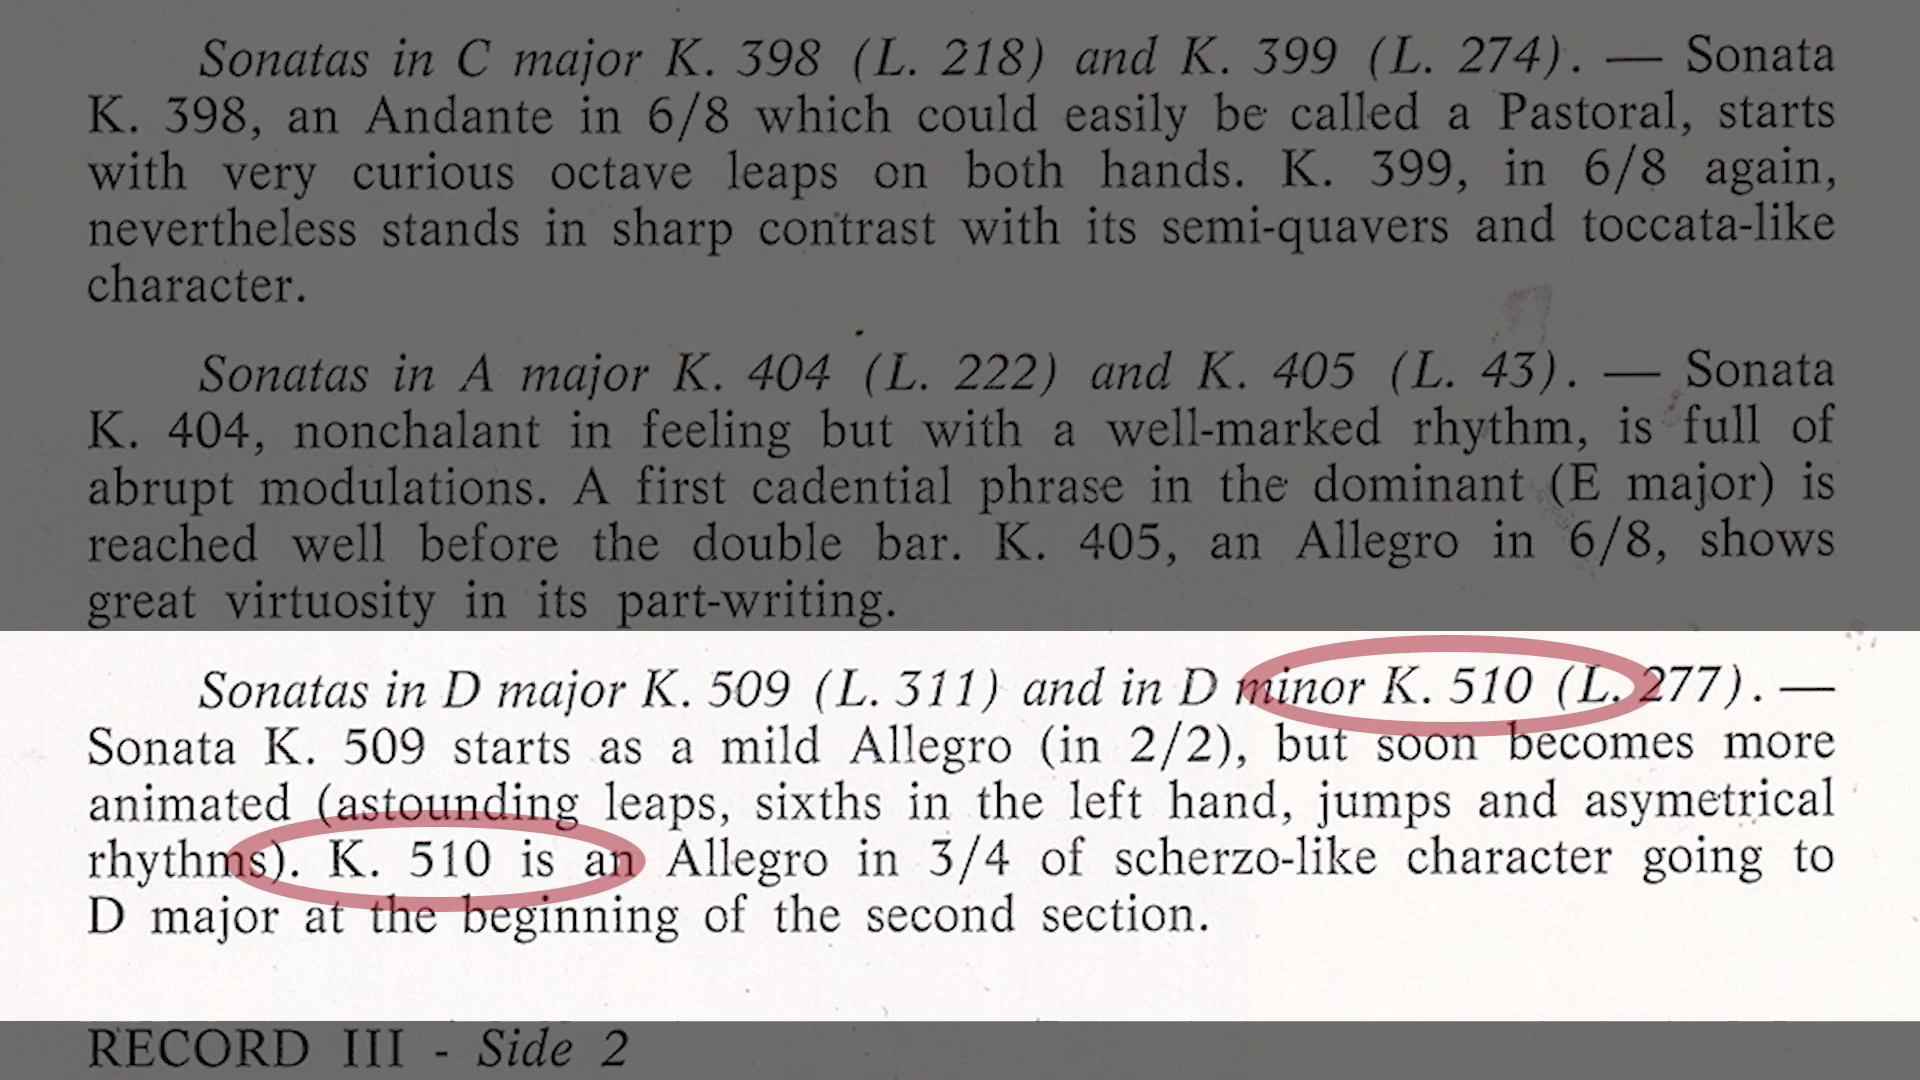 Sonatas in C major K. 398 (L. 218) and K. 399 (L. 274). — Sonata
K. 398, an Andante in 6/8 which could easily be called a Pastoral, starts
with very curious octave leaps on both hands. K. 399, in 6/8 again,
nevertheless stands in sharp contrast with its semi-quavers and toccata-like
character.
Sonatas in A major K. 404 (L. 222) and K. 405 (L. 43). — Sonata
K. 404, nonchalant in feeling but with a well-marked rhythm, is full of
abrupt modulations. A first cadential phrase in the dominant (E major) is
reached well before the double bar. K. 405, an Allegro in 6/8, shows
great virtuosity in its part-writing.
Sonatas in D major K. 509 (L. 311) and in D minor K. 510 (L. 277). —
Sonata K. 509 starts as a mild Allegro (in 2/2), but soon becomes more
animated (astounding leaps, sixths in the left hand, jumps and asymetrical
rhythms). K. 510 is an Allegro in 3/4 of scherzo-like character going to
D major at the beginning of the second section.
RECORD III - Side 2